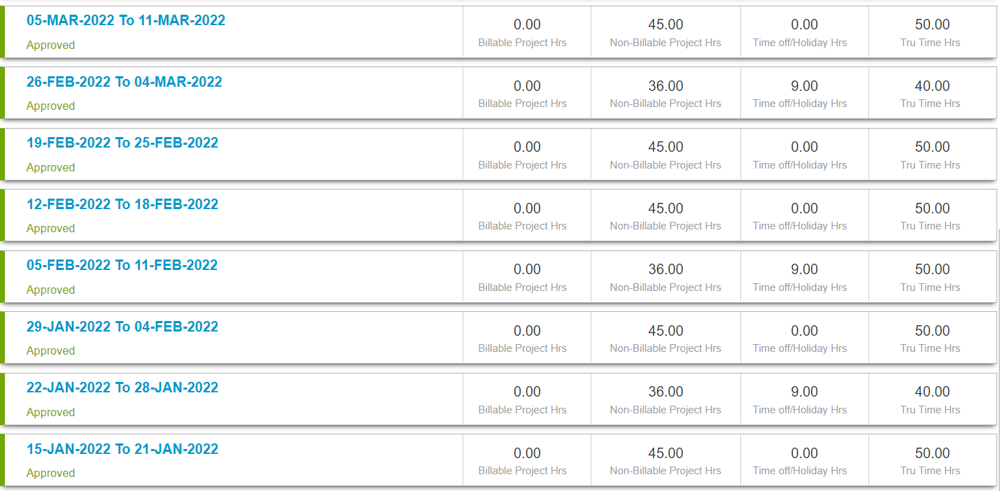 05-MAR-2022 To 11-MAR-2022
Approved
0.00
Billable Project Hrs
45.00
Non-Billable Project Hrs
0.00
Time off/Holiday Hrs
50.00
Tru Time Hrs
26-FEB-2022 To 04-MAR-2022
Approved
0.00
Billable Project Hrs
36.00
Non-Billable Project Hrs
9.00
Time off/Holiday Hrs
40.00
Tru Time Hrs
19-FEB-2022 To 25-FEB-2022
Approved
0.00
Billable Project Hrs
45.00
Non-Billable Project Hrs
0.00
Time off/Holiday Hrs
50.00
Tru Time Hrs
12-FEB-2022 To 18-FEB-2022
Approved
0.00
Billable Project Hrs
45.00
Non-Billable Project Hrs
0.00
Time off/Holiday Hrs
50.00
Tru Time Hrs
05-FEB-2022 To 11-FEB-2022
Approved
0.00
Billable Project Hrs
36.00
Non-Billable Project Hrs
9.00
Time off/Holiday Hrs
50.00
Tru Time Hrs
29-JAN-2022 To 04-FEB-2022
Approved
0.00
Billable Project Hrs
45.00
Non-Billable Project Hrs
0.00
Time off/Holiday Hrs
50.00
Tru Time Hrs
22-JAN-2022 To 28-JAN-2022
Approved
0.00
Billable Project Hrs
36.00
Non-Billable Project Hrs
9.00
Time off/Holiday Hrs
40.00
Tru Time Hrs
15-JAN-2022 To 21-JAN-2022
Approved
0.00
Billable Project Hrs
45.00
Non-Billable Project Hrs
0.00
Time off/Holiday Hrs
50.00
Tru Time Hrs